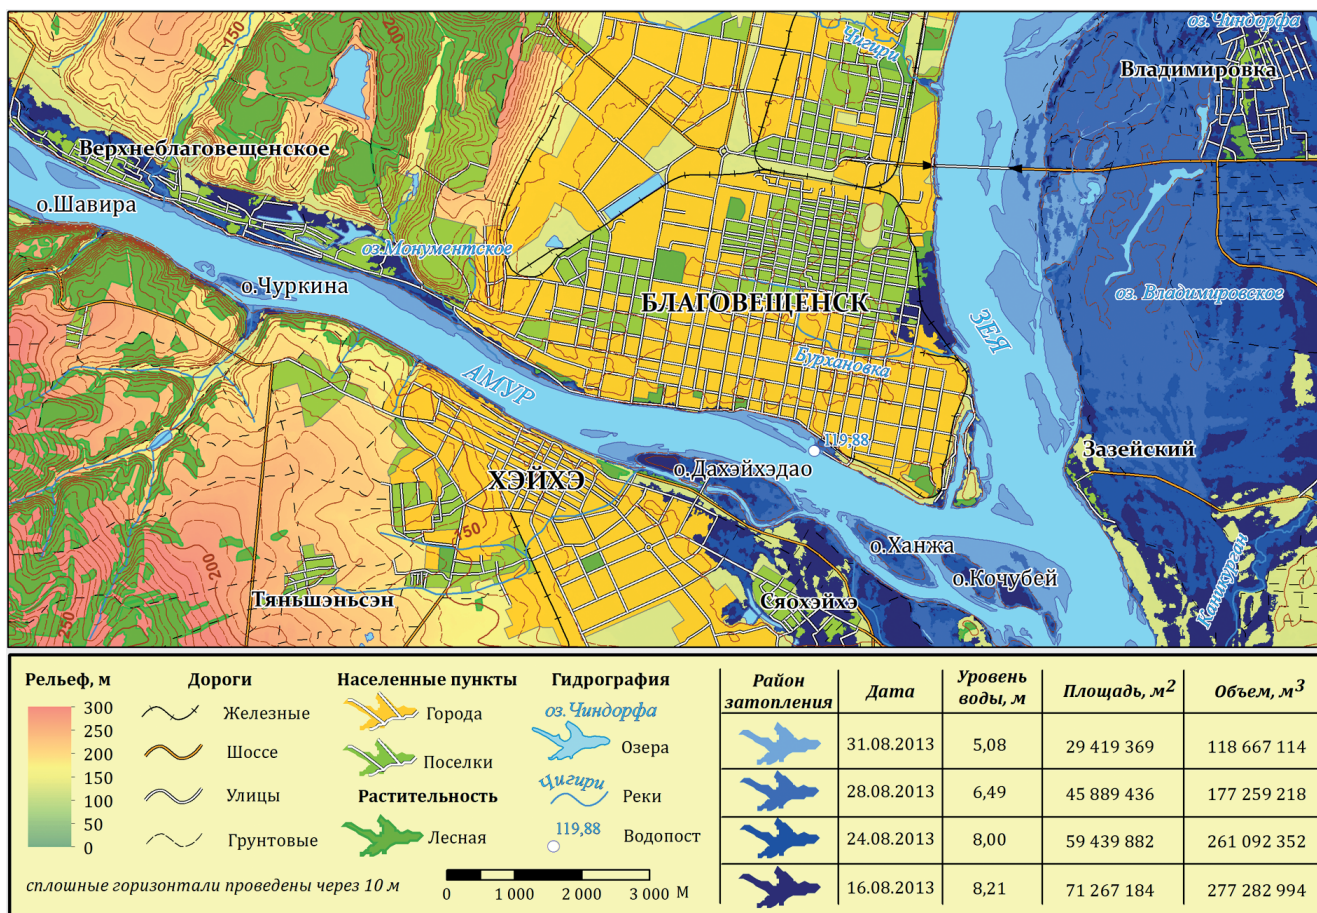 150
200
Чигири
оз. Чиндорфа
Владимировка
Верхнеблаговещенское
о.Шавира
оз.Монументское
о.Чуркина
БЛАГОВЕЩЕНСК
ЗЕЯ
оз. Владимировское
Бурхановка
АМУР
119,88
Зазейский
ХЭЙХЭ
о.Дахэйхэдао
150
200
о.Ханжа
о.Кочубей
Каникурган
Тяньшэньсэн
Сяохэйхэ
250
Рельеф, м
300
250
200
150
100
50
0
Дороги
Железные
Шоссе
Улицы
Грунтовые
Населенные пункты
Города
Поселки
Растительность
Лесная
Гидрография
оз.Чиндорфа
Озера
Чигири
Реки
119,88
Водопост
сплошные горизонтали проведены через 10 м
0 1 000 2 000 3 000 М
Район затопления Дата Уровень воды, м Площадь, м2 Объем, м3
31.08.2013 5,08 29 419 369 118 667 114
28.08.2013 6,49 45 889 436 177 259 218
24.08.2013 8,00 59 439 882 261 092 352
16.08.2013 8,21 71 267 184 277 282 994